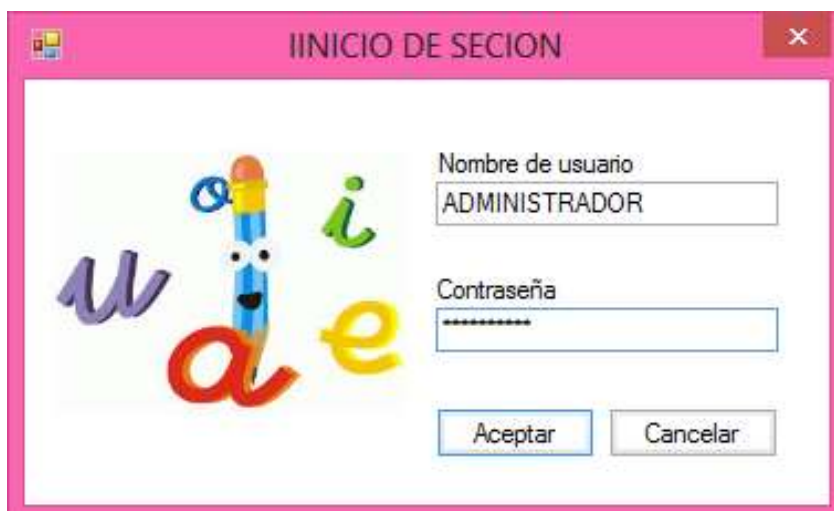 IINICIO DE SECION
o
i
u
a
e
Nombre de usuario
ADMINISTRADOR
Contraseña
**********
Aceptar
Cancelar